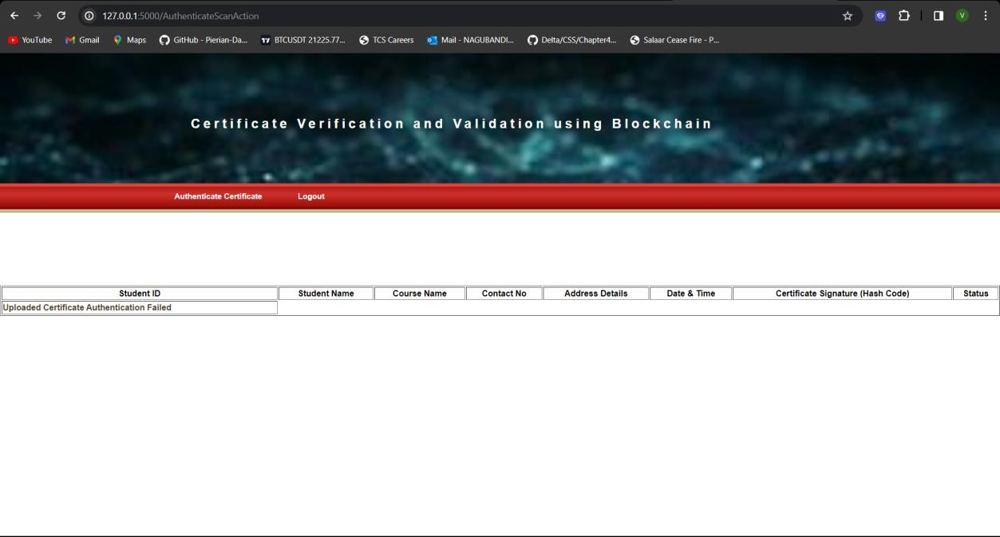 127.0.0.1:5000/AuthenticateScanAction
V
YouTube Gmail Maps GitHub - Pierian-Da... BTCUSDT 21225.77... TCS Careers Mail - NAGUBANDI... Delta/CSS/Chapter4... Salaar Cease Fire - P...
Certificate Verification and Validation using Blockchain
Authenticate Certificate Logout
Student ID Student Name Course Name Contact No Address Details Date & Time Certificate Signature (Hash Code) Status
Uploaded Certificate Authentication Failed